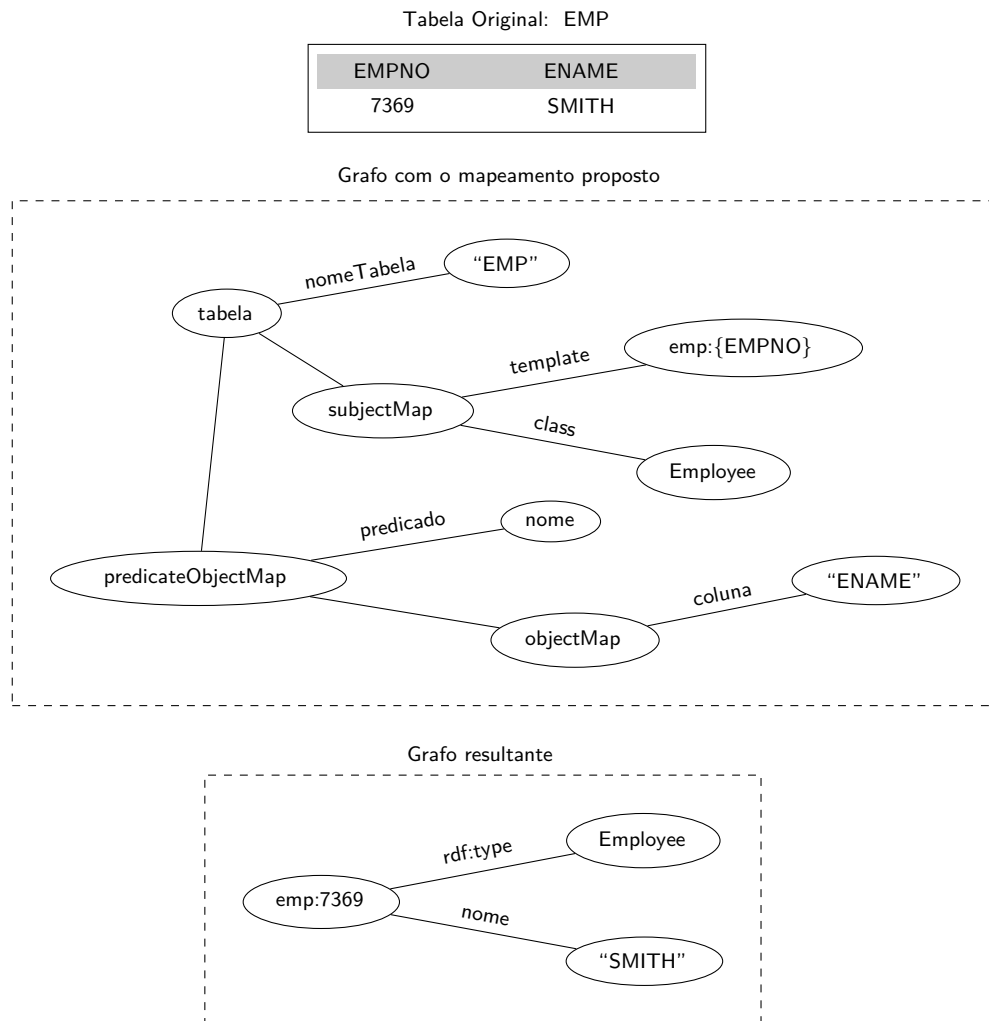 Tabela Original: EMP
EMPNO ENAME
7369 SMITH
Grafo com o mapeamento proposto
nomeTabela
“EMP”
tabela
template
emp:{EMPNO}
subjectMap
class
Employee
predicado
nome
predicateObjectMap
coluna
“ENAME”
objectMap
Grafo resultante
rdf:type
Employee
emp:7369
nome
“SMITH”